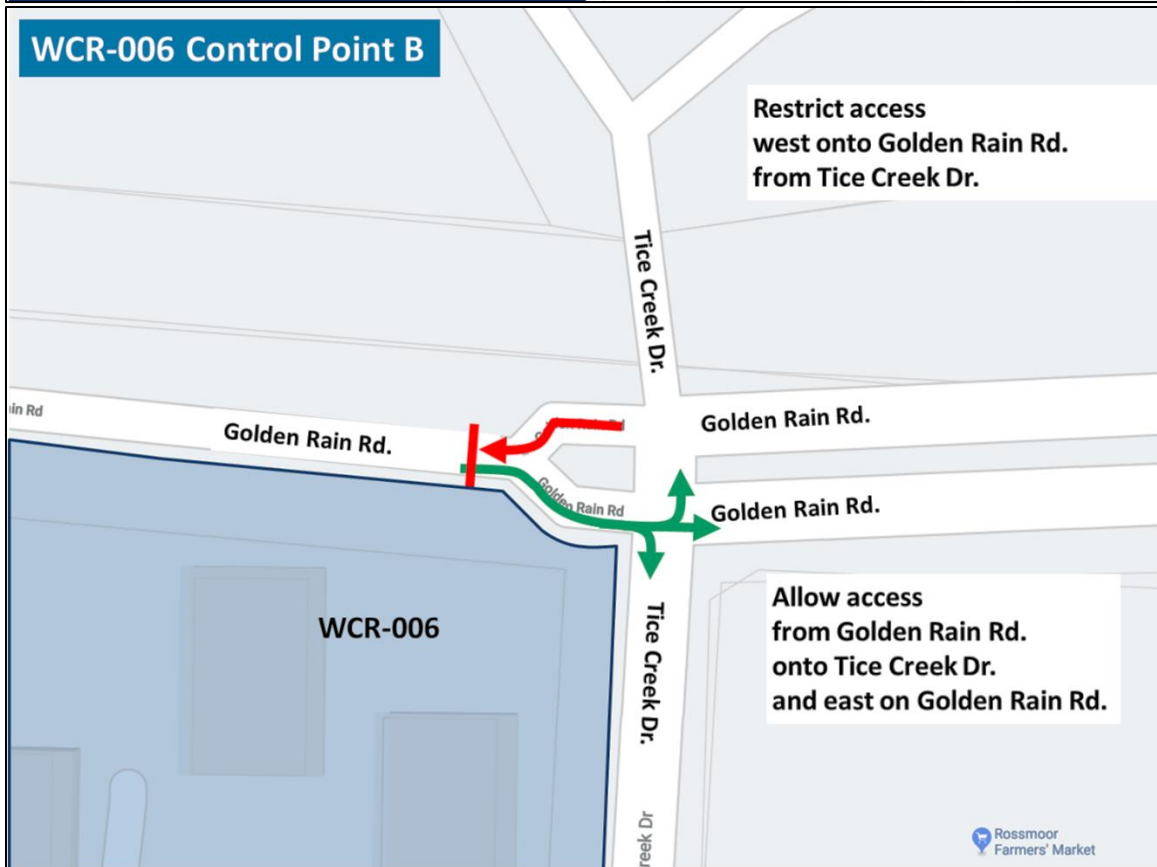 WCR-006 Control Point B
Restrict access
west onto Golden Rain Rd.
from Tice Creek Dr.
Tice Creek Dr.
in Rd
Golden Rain Rd.
Golden Rain Rd.
Golden Rain Rd
Golden Rain Rd.
WCR-006
Tice Creek Dr.
Allow access
from Golden Rain Rd.
onto Tice Creek Dr.
and east on Golden Rain Rd.
reek Dr
Rossmoor
Farmers' Market